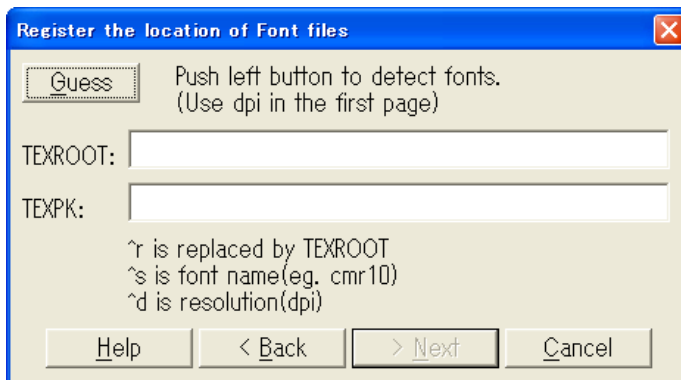 Register the location of Font files
Guess
Push left button to detect fonts.
(Use dpi in the first page)
TEXROOT:
TEXPK:
^r is replaced by TEXROOT
^s is font name(eg. cmr10)
^d is resolution(dpi)
Help
< Back
> Next
Cancel